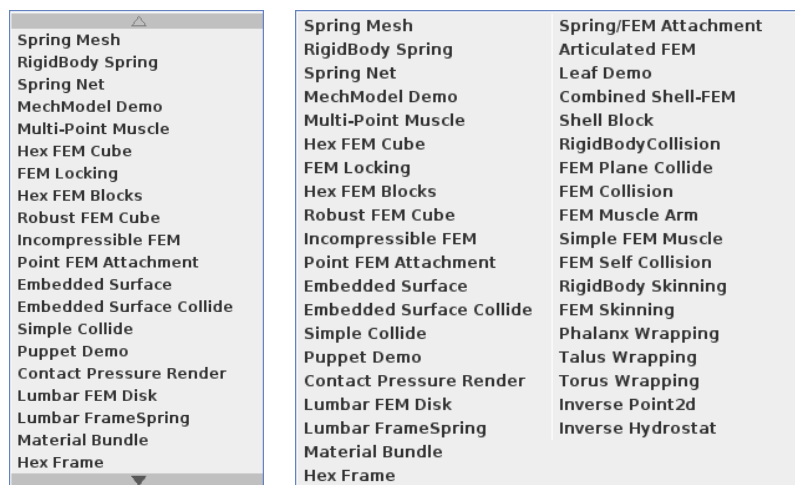 Spring Mesh
RigidBody Spring
Spring Net
MechModel Demo
Multi-Point Muscle
Hex FEM Cube
FEM Locking
Hex FEM Blocks
Robust FEM Cube
Incompressible FEM
Point FEM Attachment
Embedded Surface
Embedded Surface Collide
Simple Collide
Puppet Demo
Contact Pressure Render
Lumbar FEM Disk
Lumbar FrameSpring
Material Bundle
Hex Frame
Spring Mesh
RigidBody Spring
Spring Net
MechModel Demo
Multi-Point Muscle
Hex FEM Cube
FEM Locking
Hex FEM Blocks
Robust FEM Cube
Incompressible FEM
Point FEM Attachment
Embedded Surface
Embedded Surface Collide
Simple Collide
Puppet Demo
Contact Pressure Render
Lumbar FEM Disk
Lumbar FrameSpring
Material Bundle
Hex Frame
Spring/FEM Attachment
Articulated FEM
Leaf Demo
Combined Shell-FEM
Shell Block
RigidBodyCollision
FEM Plane Collide
FEM Collision
FEM Muscle Arm
Simple FEM Muscle
FEM Self Collision
RigidBody Skinning
FEM Skinning
Phalanx Wrapping
Talus Wrapping
Torus Wrapping
Inverse Point2d
Inverse Hydrostat